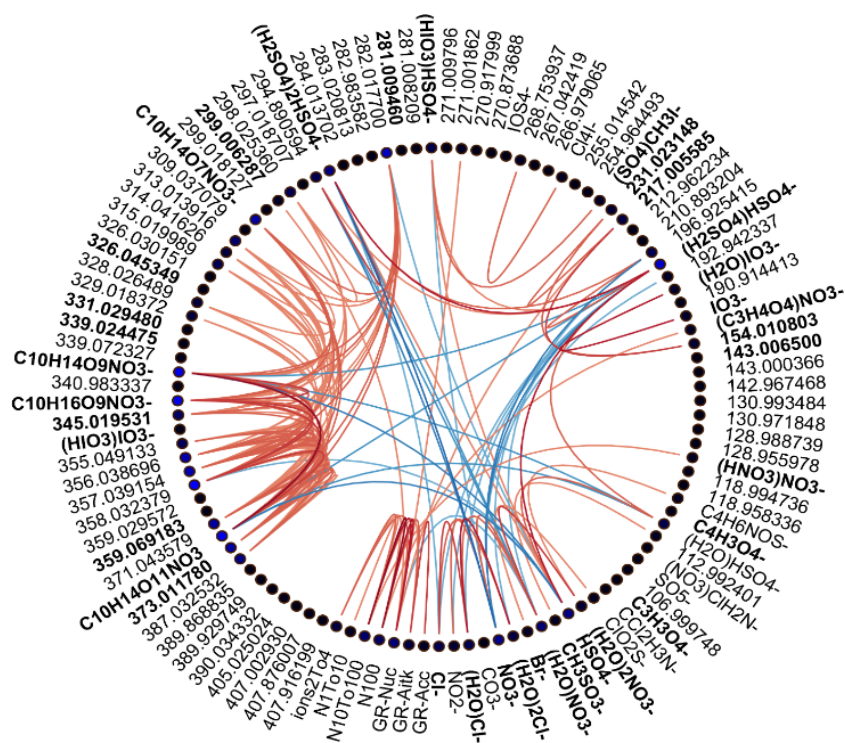 (HIO3)HSO4-
271.009796
271.001862
270.917999
270.873688
IOS4-
268.753937
267.042419
266.979065
Cl4I-
255.014542
254.964493
(SO4)CH3I-
231.023148
217.005585
212.962234
210.893204
196.925415
(H2SO4)HSO4-
192.942337
(H2O)IO3-
190.914413
IO3-
(C3H4O4)NO3-
154.010803
143.006500
143.000366
142.967468
130.993484
130.971848
128.988739
128.955978
(HNO3)NO3-
118.994736
118.958336
C4H6NOS-
C4H3O4-
(H2O)HSO4-
112.992401
(NO3)ClH2N-
SO5-
106.999748
C3H3O4-
CCl2H3N-
ClO2S-
(H2O)2NO3-
HSO4-
CH3SO3-
(H2O)NO3-
Br-
(H2O)2Cl-
NO3-
CO3-
(H2O)Cl-
NO2-
Cl-
GR-Acc
GR-Aitk
GR-Nuc
N100
N10To100
N1To10
ions2To4
407.916199
407.876007
407.002930
405.025024
390.034332
389.929749
389.868835
387.032532
373.011780
C10H14O11NO3
371.043579
359.069183
359.029572
358.032379
357.039154
356.038696
355.049133
(HIO3)IO3-
345.019531
C10H16O9NO3-
340.983337
C10H14O9NO3-
339.072327
339.024475
331.029480
329.018372
328.026489
326.045349
326.030151
315.019989
314.041626
313.013916
309.037079
C10H14O7NO3-
299.018127
299.006287
298.025360
297.018707
294.890594
(H2SO4)2HSO4-
284.013702
283.020813
282.983582
282.017700
281.009460
281.008209